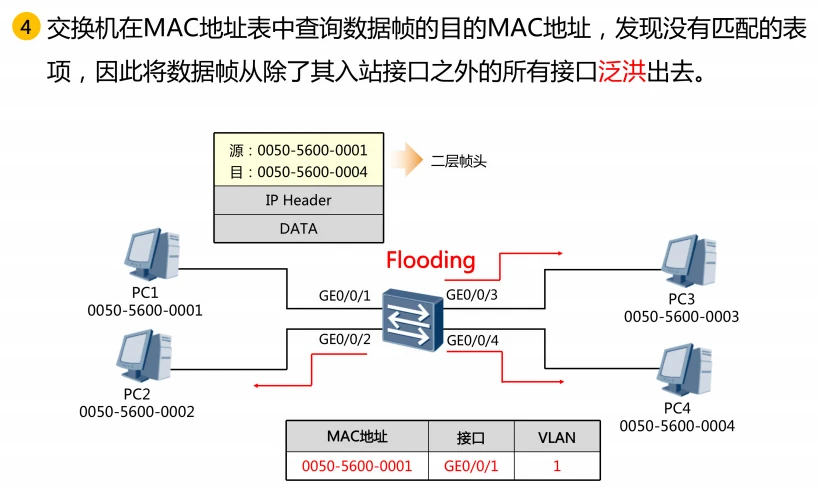 4 交换机在MAC地址表中查询数据帧的目的MAC地址，发现没有匹配的表
项，因此将数据帧从除了其入站接口之外的所有接口泛洪出去。
源：0050-5600-0001
目：0050-5600-0004
二层帧头
IP Header
DATA
Flooding
PC1
0050-5600-0001
GE0/0/1
GE0/0/3
PC3
0050-5600-0003
GE0/0/2
GE0/0/4
PC2
0050-5600-0002
PC4
0050-5600-0004
MAC地址 接口 VLAN
0050-5600-0001 GE0/0/1 1